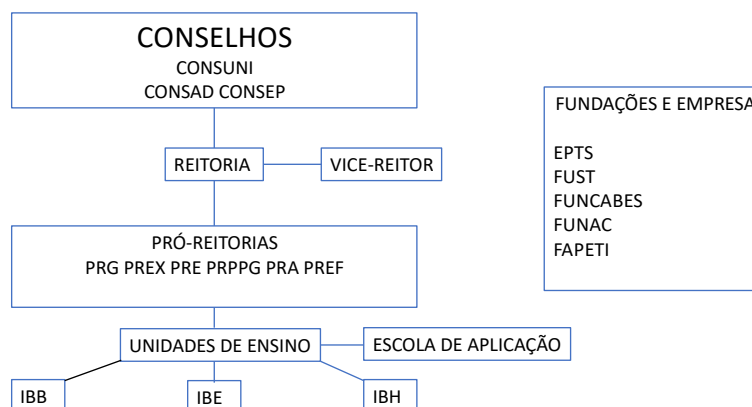 CONSELHOS
CONSUNI
CONSAD CONSEP
REITORIA
VICE-REITOR
PRÓ-REITORIAS
PRG PREX PRE PRPPG PRA PREF
UNIDADES DE ENSINO
ESCOLA DE APLICAÇÃO
IBB
IBE
IBH
FUNDAÇÕES E EMPRESA
EPTS
FUST
FUNCABES
FUNAC
FAPETI